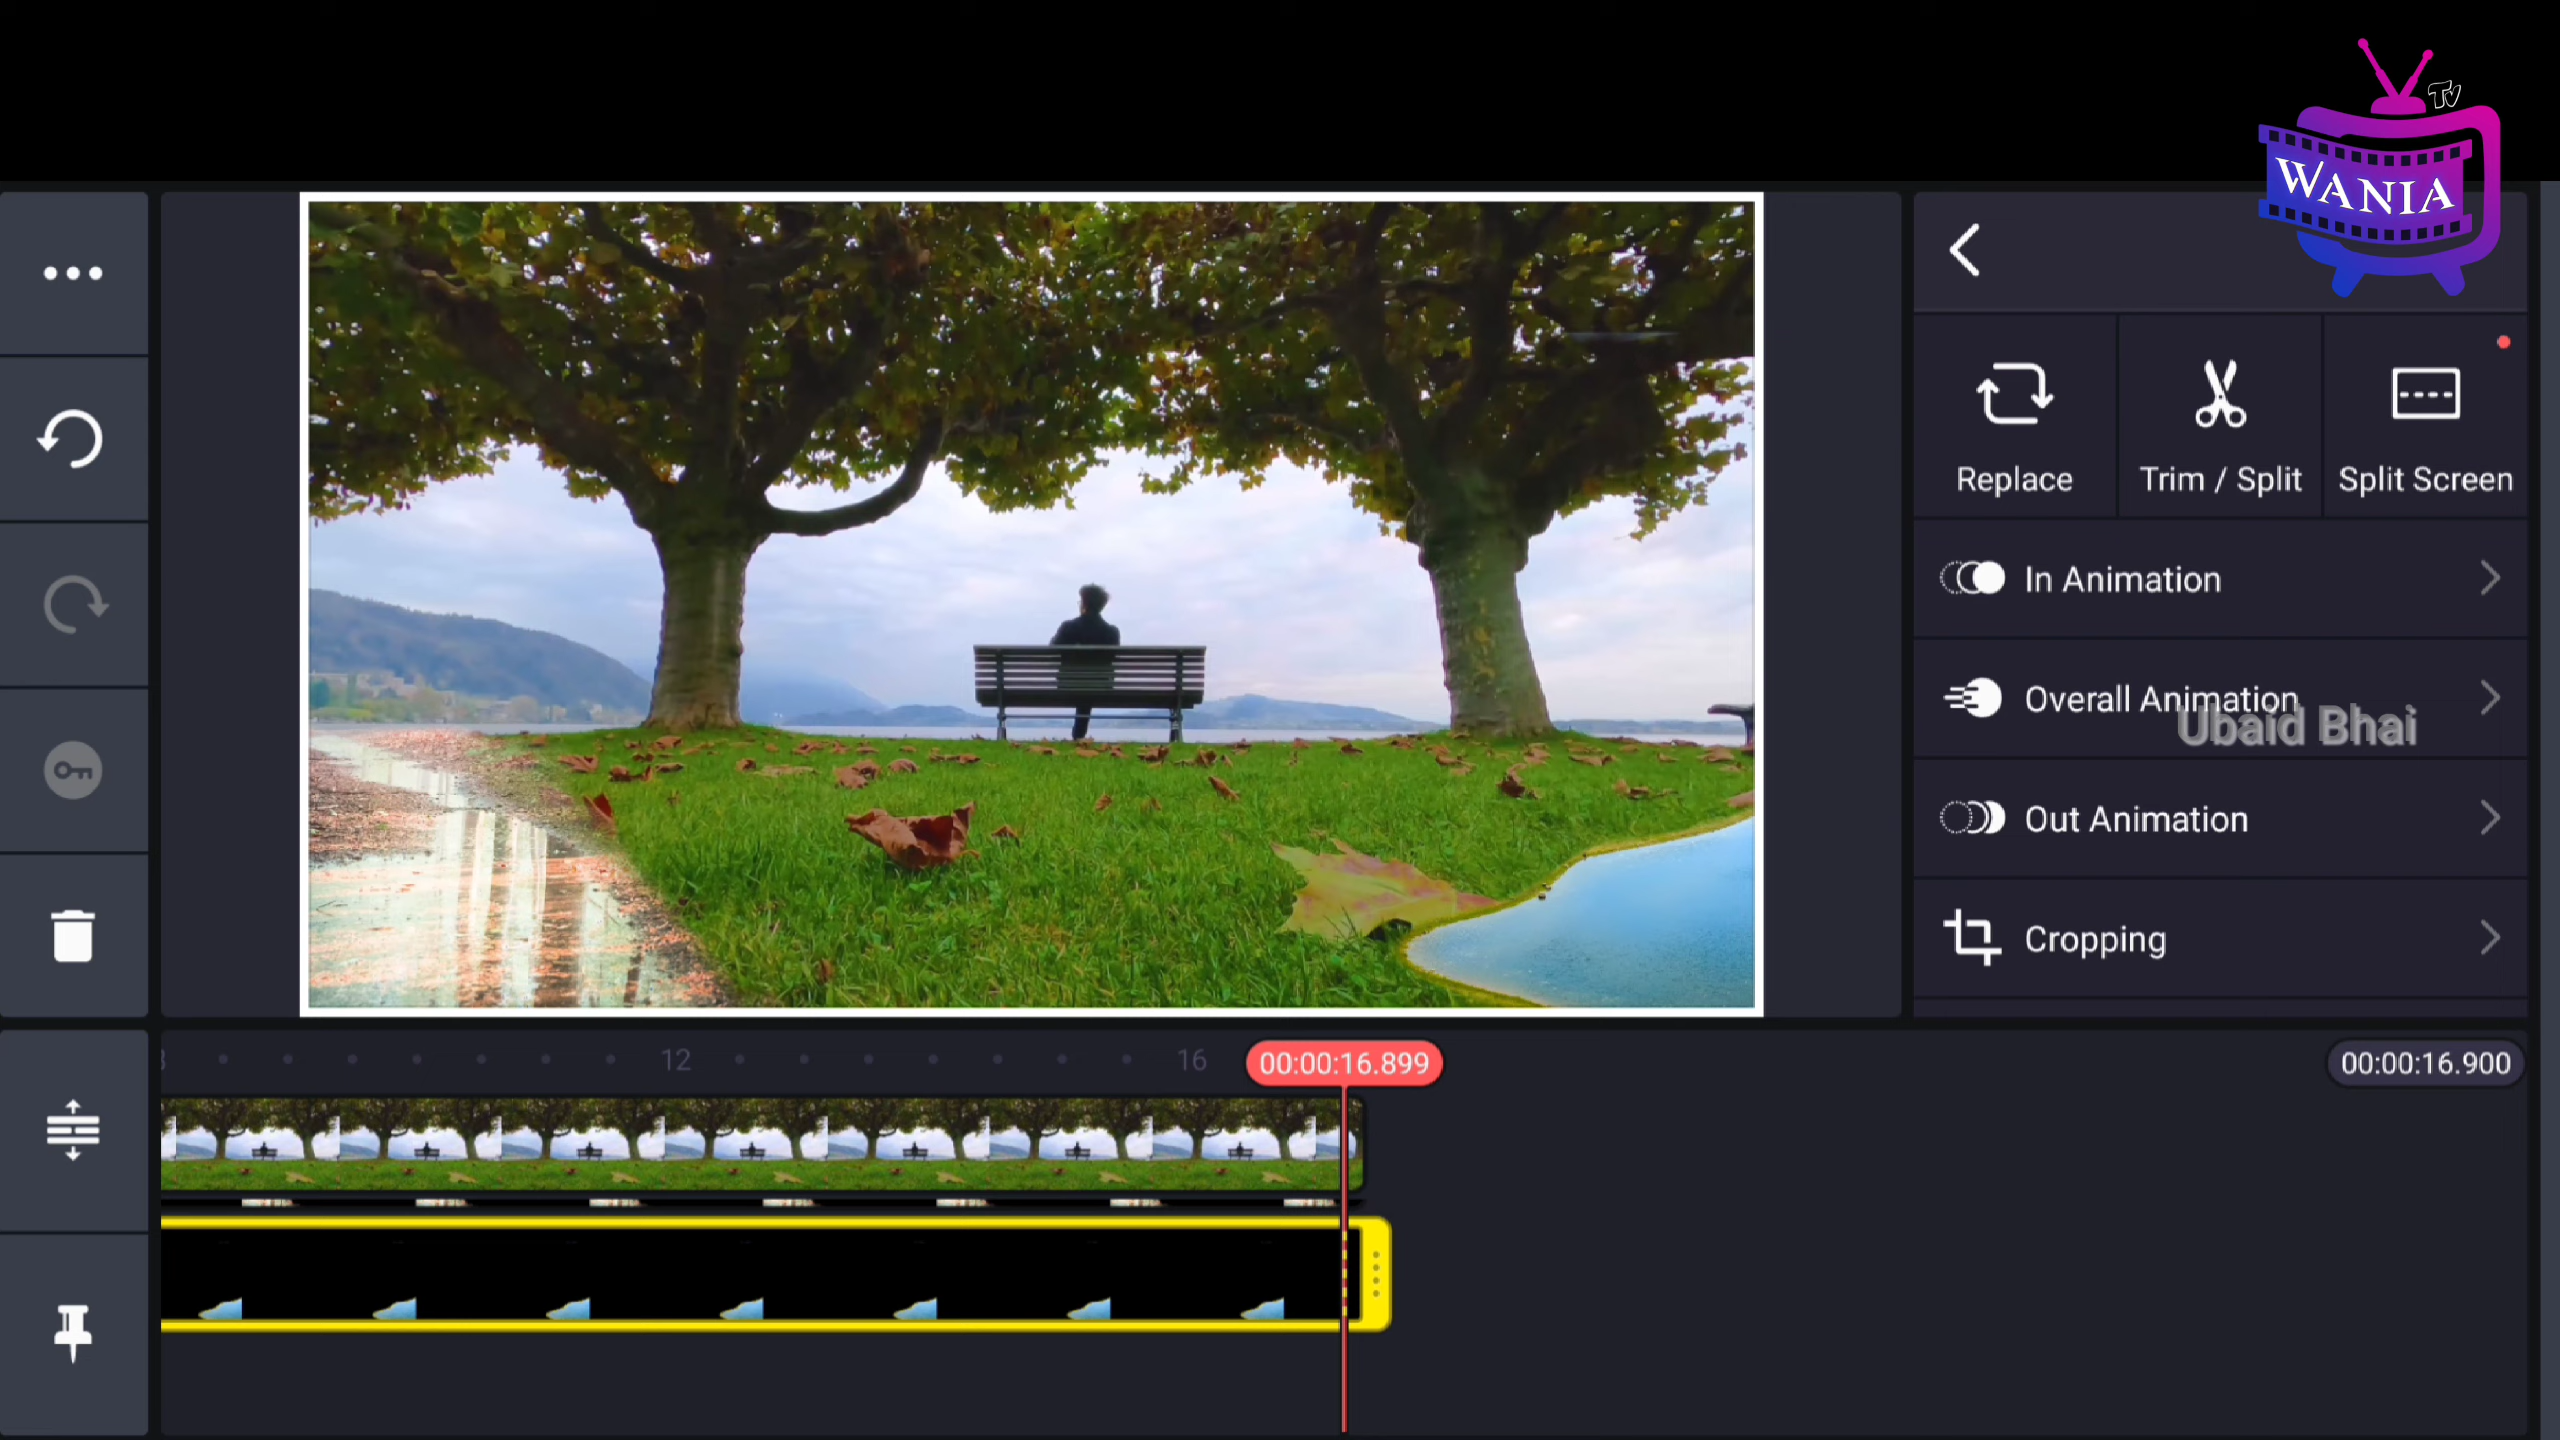 Tv
WANIA
Replace
Trim / Split
Split Screen
In Animation
Overall Animation
Ubaid Bhai
Out Animation
Cropping
12
16
00:00:16.899
00:00:16.900